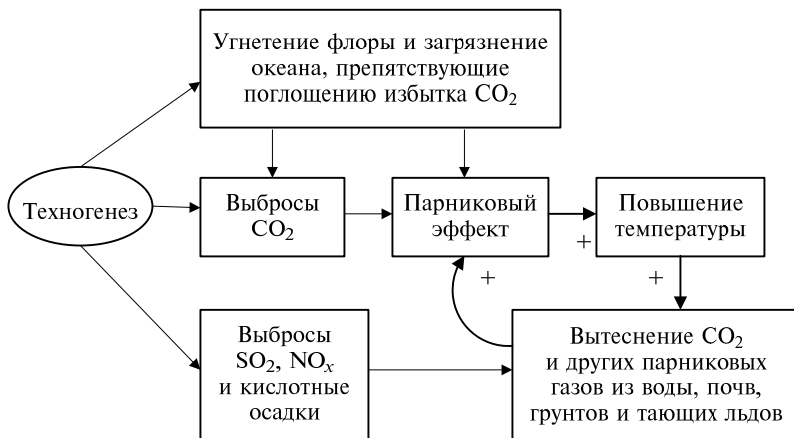 Угнетение флоры и загрязнение
океана, препятствующие
поглощению избытка CO₂
Техногенез
Выбросы
CO₂
Парниковый
эффект
+
Повышение
температуры
+
+
Выбросы
SO₂, NOₓ
и кислотные
осадки
Вытеснение CO₂
и других парниковых
газов из воды, почв,
грунтов и тающих льдов